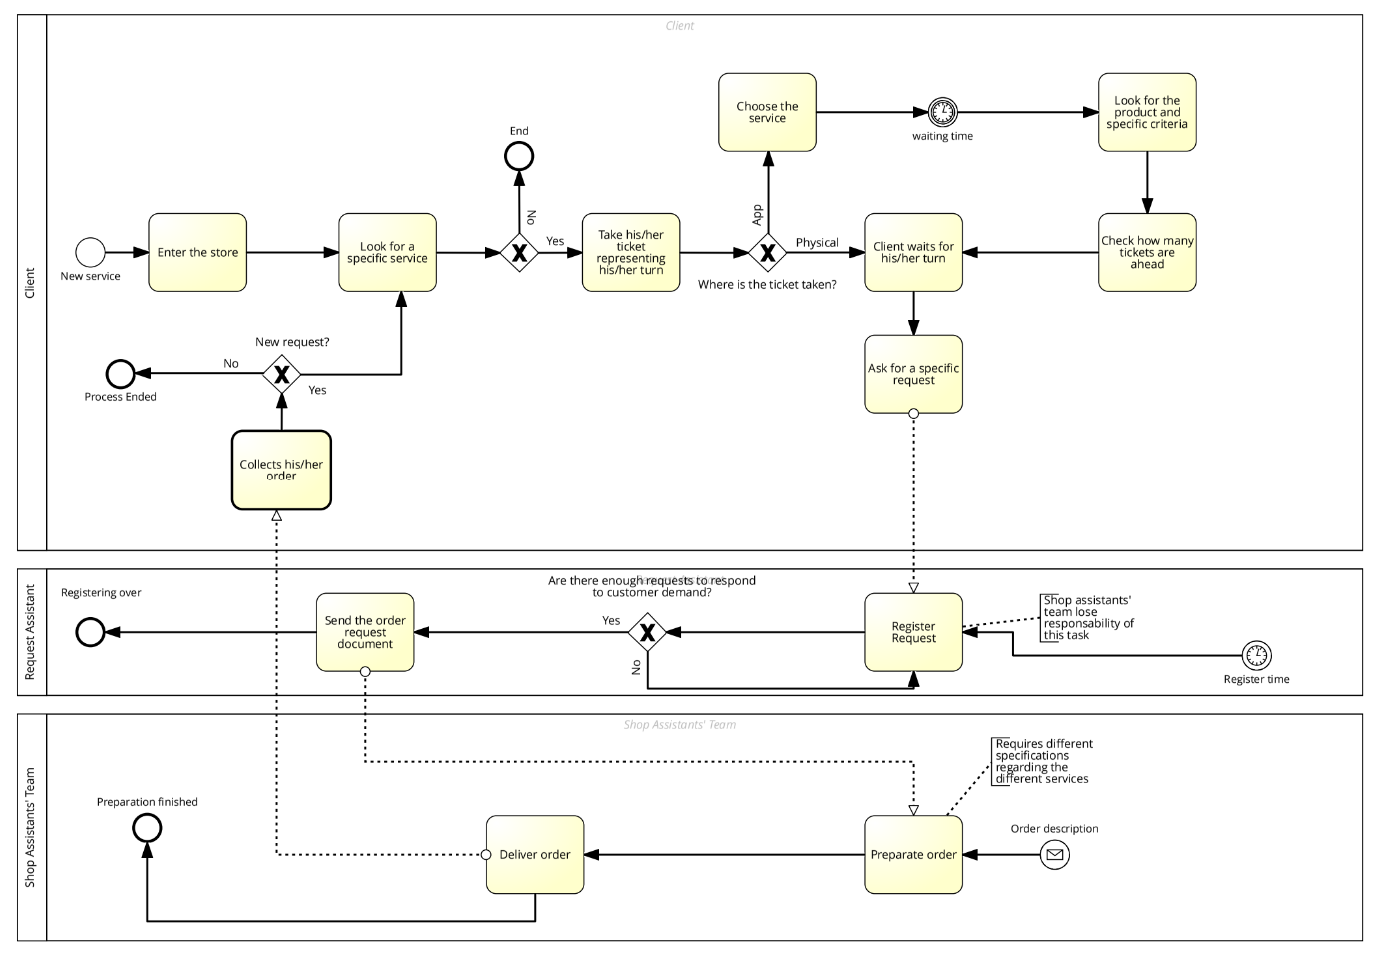 Client
Client
Choose the
service
waiting time
Look for the
product and
specific criteria
End
No
New service
Enter the store
Look for a
specific service
Yes
Take his/her
ticket
representing
his/her turn
App
Physical
Where is the ticket taken?
Client waits for
his/her turn
Check how many
tickets are
ahead
New request?
No
Yes
Process Ended
Ask for a specific
request
Collects his/her
order
Request Assistant
Registering over
Send the order
request
document
Are there enough requests to respond
to customer demand?
Yes
No
Register
Request
Shop assistants'
team lose
responsability of
this task
Register time
Shop Assistants' Team
Shop Assistants' Team
Preparation finished
Deliver order
Preparate order
Requires different
specifications
regarding the
different services
Order description